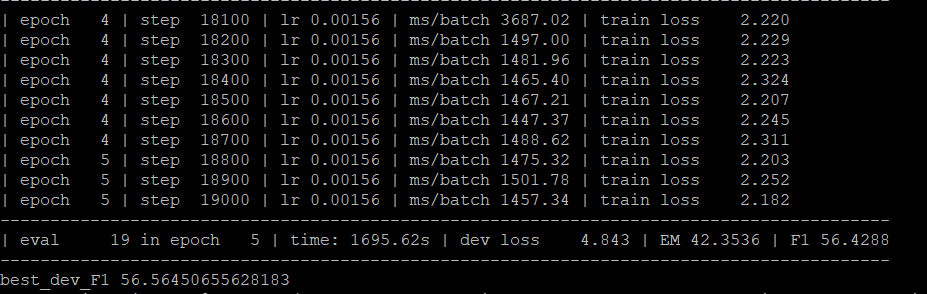 | epoch   4 | step  18100 | lr 0.00156 | ms/batch 3687.02 | train loss    2.220
| epoch   4 | step  18200 | lr 0.00156 | ms/batch 1497.00 | train loss    2.229
| epoch   4 | step  18300 | lr 0.00156 | ms/batch 1481.96 | train loss    2.223
| epoch   4 | step  18400 | lr 0.00156 | ms/batch 1465.40 | train loss    2.324
| epoch   4 | step  18500 | lr 0.00156 | ms/batch 1467.21 | train loss    2.207
| epoch   4 | step  18600 | lr 0.00156 | ms/batch 1447.37 | train loss    2.245
| epoch   4 | step  18700 | lr 0.00156 | ms/batch 1488.62 | train loss    2.311
| epoch   5 | step  18800 | lr 0.00156 | ms/batch 1475.32 | train loss    2.203
| epoch   5 | step  18900 | lr 0.00156 | ms/batch 1501.78 | train loss    2.252
| epoch   5 | step  19000 | lr 0.00156 | ms/batch 1457.34 | train loss    2.182
-----------------------------------------------------------------------------------------
| eval     19 in epoch   5 | time: 1695.62s | dev loss    4.843 | EM 42.3536 | F1 56.4288
-----------------------------------------------------------------------------------------
best_dev_F1 56.56450655628183